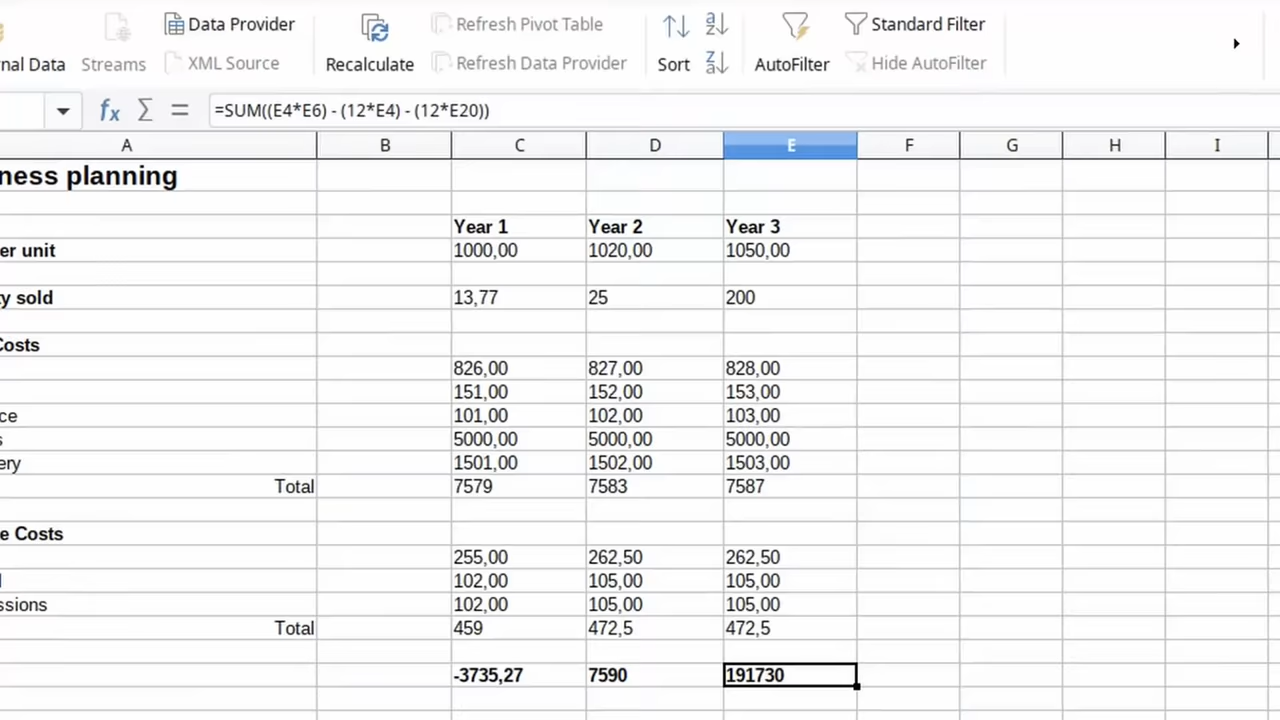 Data Provider Refresh Pivot Table Standard Filter
nal Data Streams XML Source Recalculate Refresh Data Provider Sort AutoFilter Hide AutoFilter
=SUM((E4*E6) - (12*E4) - (12*E20))
A B C D E F G H I
ness planning
Year 1 Year 2 Year 3
er unit 1000,00 1020,00 1050,00
y sold 13,77 25 200
Costs
826,00 827,00 828,00
151,00 152,00 153,00
ce 101,00 102,00 103,00
s 5000,00 5000,00 5000,00
ery 1501,00 1502,00 1503,00
Total 7579 7583 7587
e Costs
255,00 262,50 262,50
102,00 105,00 105,00
ssions 102,00 105,00 105,00
Total 459 472,5 472,5
-3735,27 7590 191730